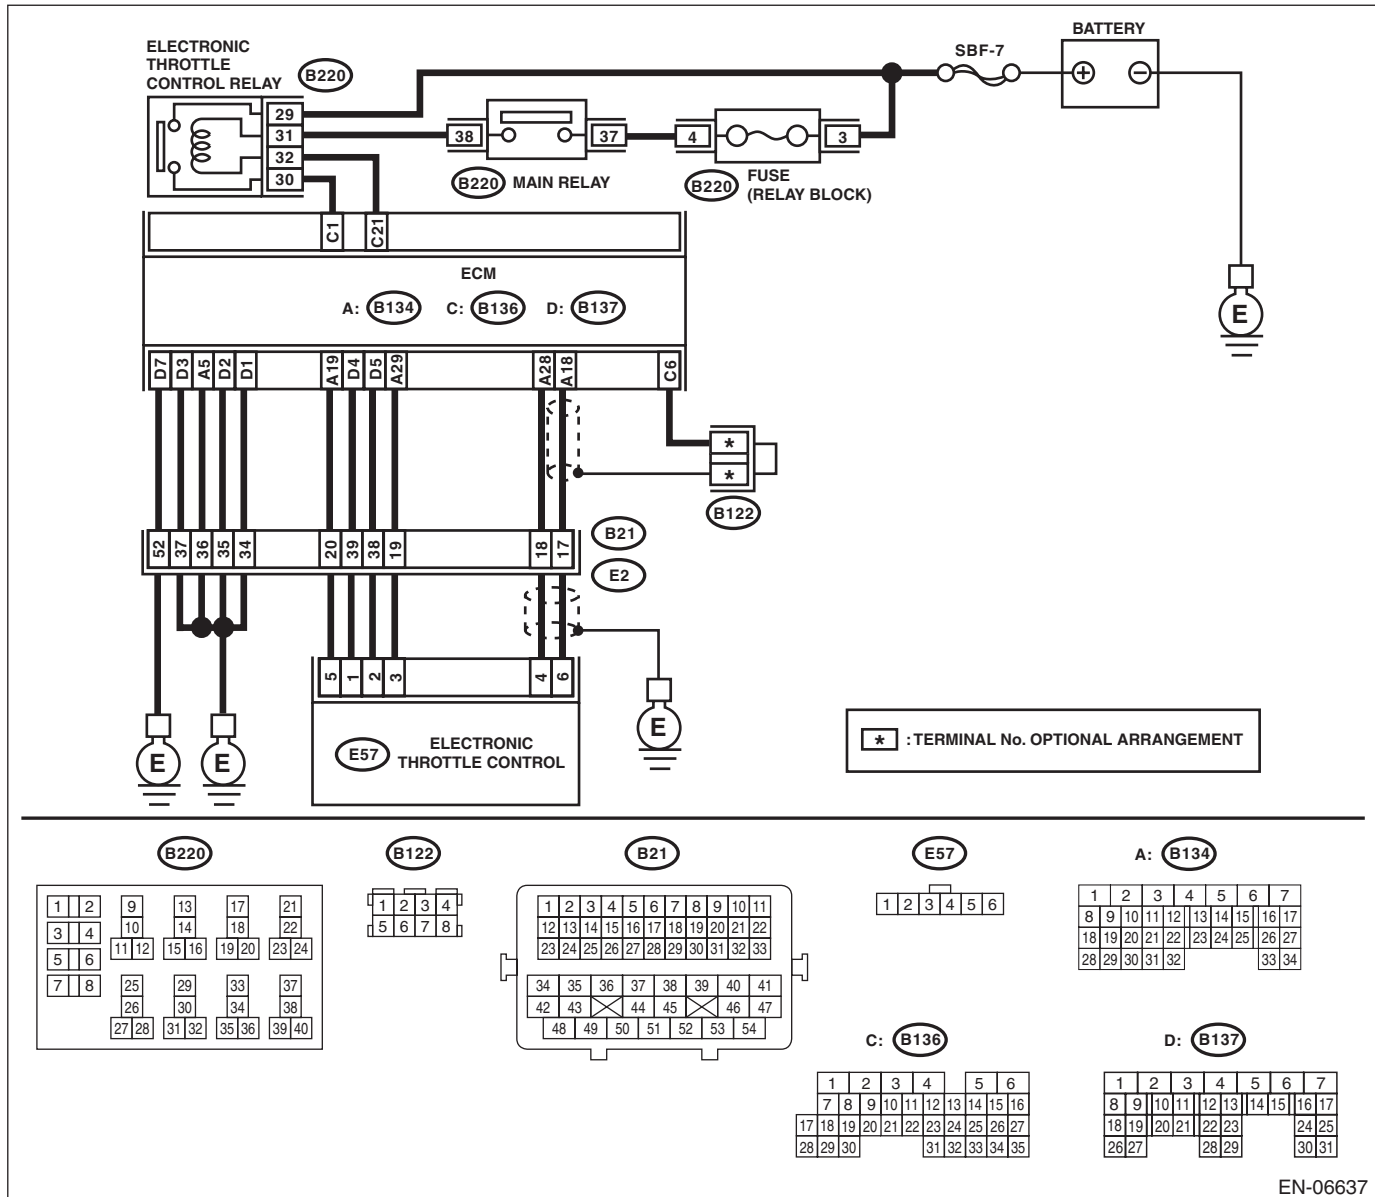 BATTERY
ELECTRONIC
THROTTLE
CONTROL RELAY
B220
SBF-7
+
−
29
31
32
30
38
37
4
3
B220
MAIN RELAY
B220
FUSE
(RELAY BLOCK)
C1
C21
ECM
A: B134 C: B136 D: B137
E
D7 D3 A5 D2 D1 A19 D4 D5 A29 A28 A18 C6
*
*
B122
52 37 36 35 34 20 39 38 19 18 17
B21
E2
5 1 2 3 4 6
E57
ELECTRONIC
THROTTLE CONTROL
E
E
E
* : TERMINAL No. OPTIONAL ARRANGEMENT
B220
1 2 9 13 17 21
10 14 18 22
3 4
11 12 15 16 19 20 23 24
5 6
7 8 25 29 33 37
26 30 34 38
27 28 31 32 35 36 39 40
B122
1 2 3 4
5 6 7 8
B21
1 2 3 4 5 6 7 8 9 10 11
12 13 14 15 16 17 18 19 20 21 22
23 24 25 26 27 28 29 30 31 32 33
34 35 36 37 38 39 40 41
42 43 44 45 46 47
48 49 50 51 52 53 54
E57
1 2 3 4 5 6
A: B134
1 2 3 4 5 6 7
8 9 10 11 12 13 14 15 16 17
18 19 20 21 22 23 24 25 26 27
28 29 30 31 32 33 34
C: B136
1 2 3 4 5 6
7 8 9 10 11 12 13 14 15 16
17 18 19 20 21 22 23 24 25 26 27
28 29 30 31 32 33 34 35
D: B137
1 2 3 4 5 6 7
8 9 10 11 12 13 14 15 16 17
18 19 20 21 22 23 24 25
26 27 28 29 30 31
EN-06637